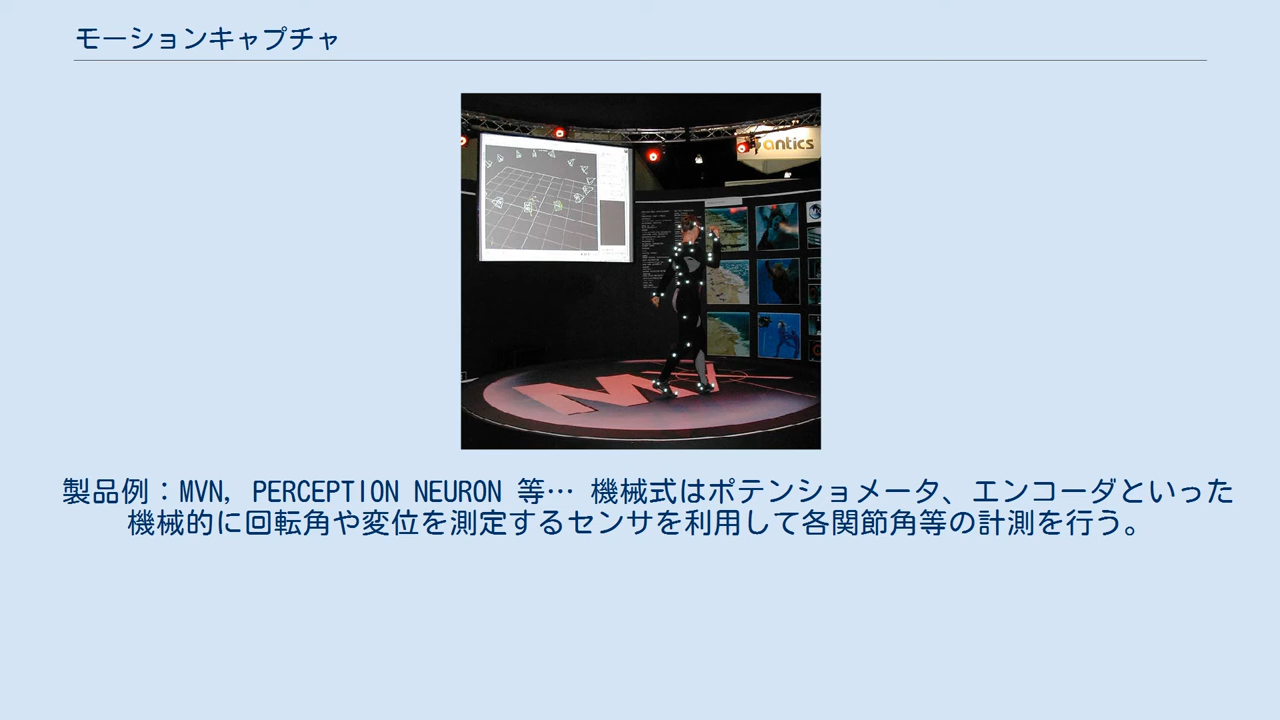 モーションキャプチャ
antics
MX
製品例：MVN, PERCEPTION NEURON 等… 機械式はポテンショメータ、エンコーダといった
機械的に回転角や変位を測定するセンサを利用して各関節角等の計測を行う。